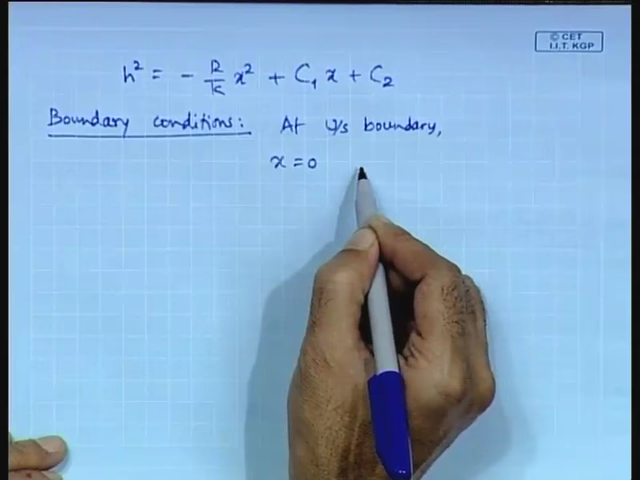 © CET
I.I.T. KGP
h² = - R/K x² + C₁ x + C₂
Boundary conditions: At u/s boundary,
x = 0